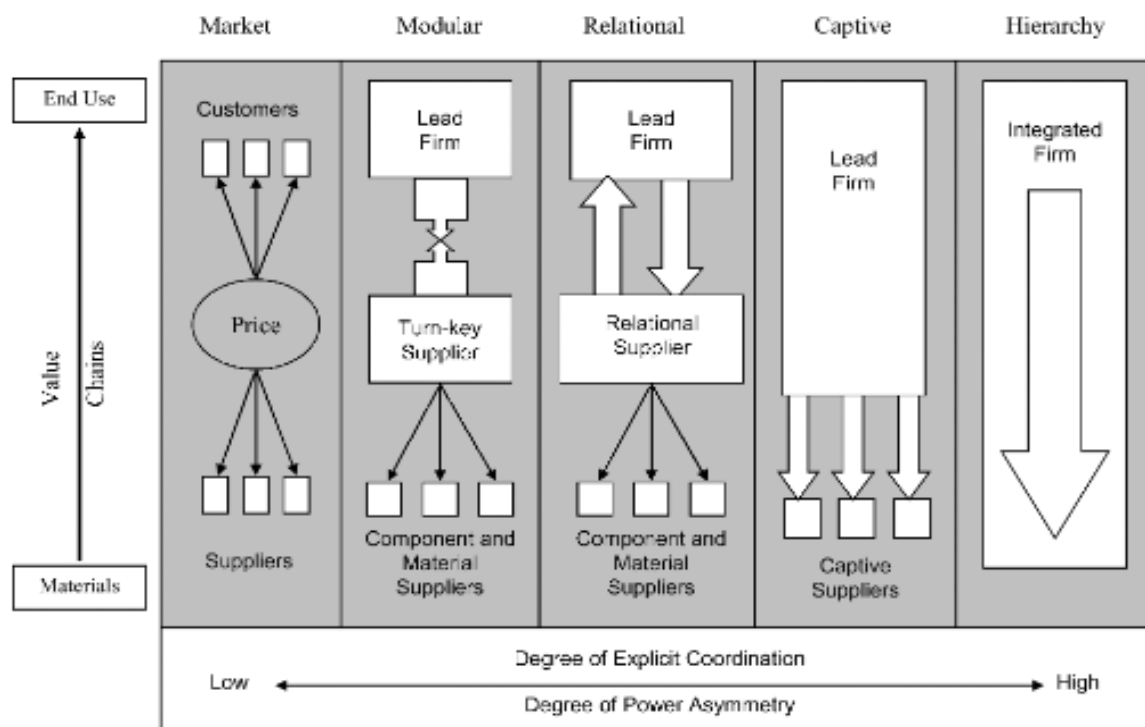 Market
Modular
Relational
Captive
Hierarchy
End Use
Value
Chains
Materials
Customers
Price
Suppliers
Lead
Firm
Turn-key
Supplier
Component and
Material
Suppliers
Lead
Firm
Relational
Supplier
Component and
Material
Suppliers
Lead
Firm
Captive
Suppliers
Integrated
Firm
Degree of Explicit Coordination
Low
High
Degree of Power Asymmetry